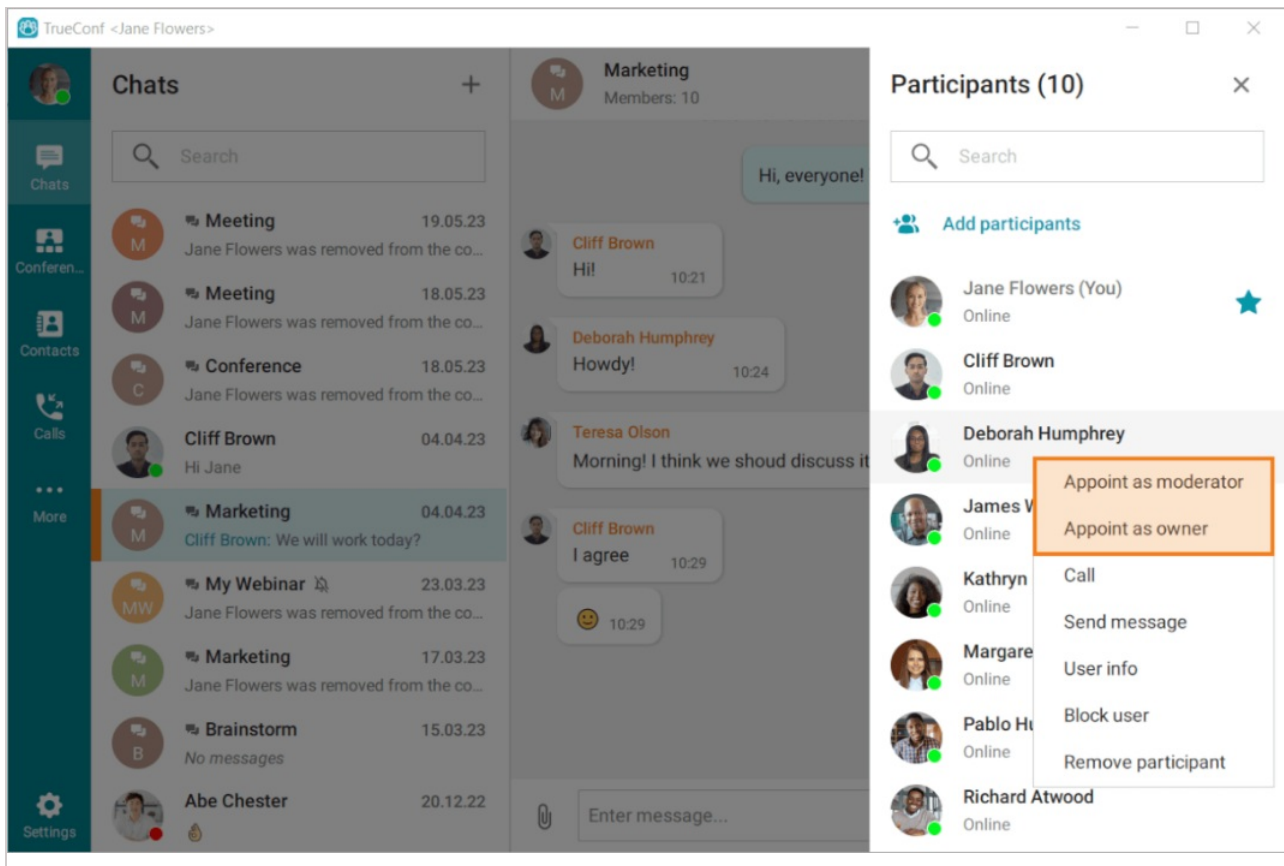 TrueConf <Jane Flowers>
Chats
Conferen...
Contacts
Calls
More
Settings
Chats
Search
M
Meeting 19.05.23
Jane Flowers was removed from the co...
M
Meeting 18.05.23
Jane Flowers was removed from the co...
C
Conference 18.05.23
Jane Flowers was removed from the co...
Cliff Brown 04.04.23
Hi Jane
M
Marketing 04.04.23
Cliff Brown: We will work today?
MW
My Webinar 23.03.23
Jane Flowers was removed from the co...
M
Marketing 17.03.23
Jane Flowers was removed from the co...
B
Brainstorm 15.03.23
No messages
Abe Chester 20.12.22
M
Marketing
Members: 10
Hi, everyone!
Cliff Brown
Hi! 10:21
Deborah Humphrey
Howdy! 10:24
Teresa Olson
Morning! I think we shoud discuss it
Cliff Brown
I agree 10:29
10:29
Enter message...
Participants (10)
Search
Add participants
Jane Flowers (You)
Online
Cliff Brown
Online
Deborah Humphrey
Online
James W
Online
Kathryn
Online
Margare
Online
Pablo Hu
Online
Richard Atwood
Online
Appoint as moderator
Appoint as owner
Call
Send message
User info
Block user
Remove participant